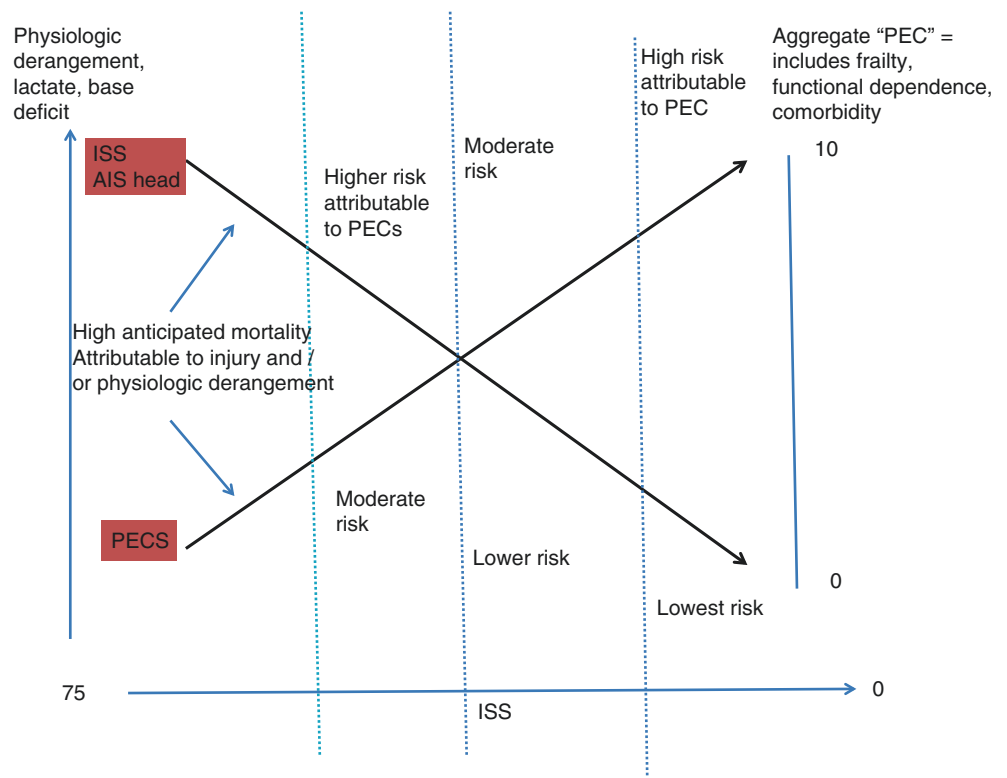 Physiologic
derangement,
lactate, base
deficit
ISS
AIS head
High anticipated mortality
Attributable to injury and /
or physiologic derangement
PECS
Higher risk
attributable
to PECs
Moderate
risk
Moderate
risk
Lower risk
High risk
attributable
to PEC
Lowest risk
Aggregate “PEC” =
includes frailty,
functional dependence,
comorbidity
10
0
75
ISS
0